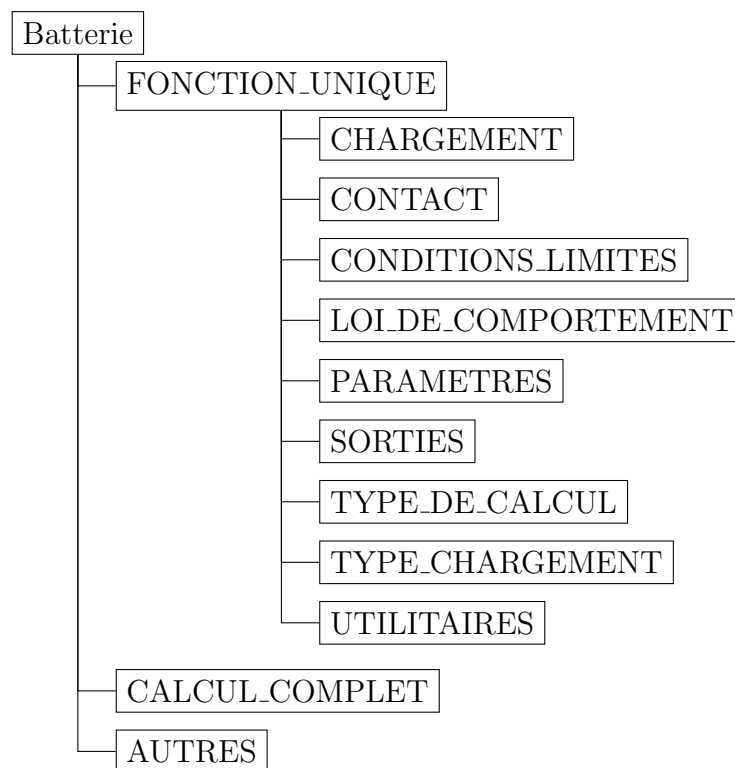 Batterie
FONCTION_UNIQUE
CHARGEMENT
CONTACT
CONDITIONS_LIMITES
LOI_DE_COMPORTEMENT
PARAMETRES
SORTIES
TYPE_DE_CALCUL
TYPE_CHARGEMENT
UTILITAIRES
CALCUL_COMPLET
AUTRES